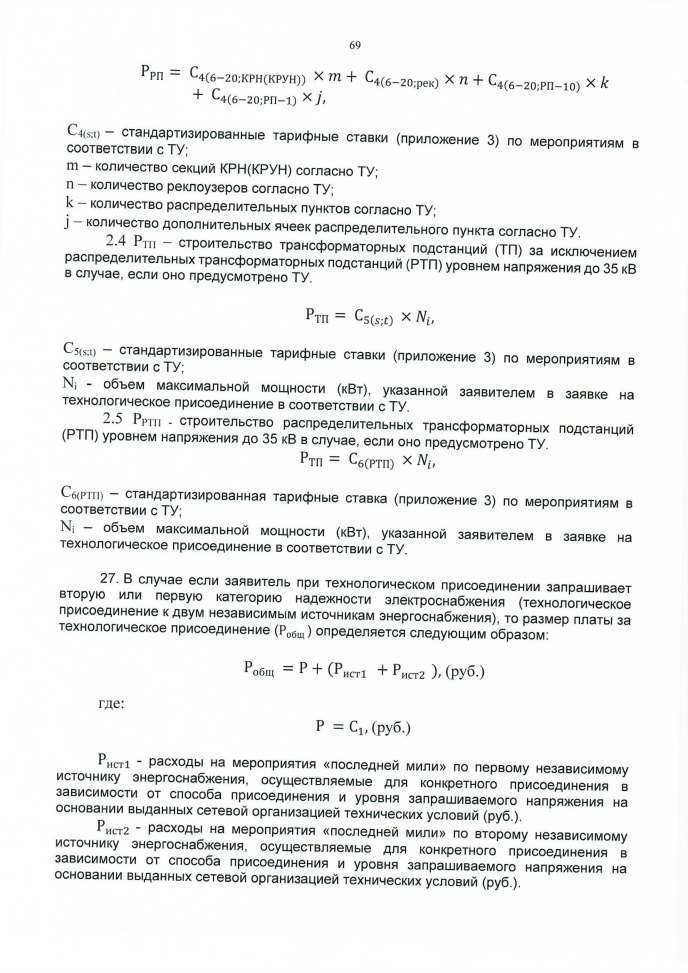 69
Р_РП = С_4(6−20;КРН(КРУН)) × m + С_4(6−20;рек) × n + С_4(6−20;РП−10) × k
+ С_4(6−20;РП−1) × j,
С4(s;t) – стандартизированные тарифные ставки (приложение 3) по мероприятиям в
соответствии с ТУ;
m – количество секций КРН(КРУН) согласно ТУ;
n – количество реклоузеров согласно ТУ;
k – количество распределительных пунктов согласно ТУ;
j – количество дополнительных ячеек распределительного пункта согласно ТУ.
2.4 РТП – строительство трансформаторных подстанций (ТП) за исключением
распределительных трансформаторных подстанций (РТП) уровнем напряжения до 35 кВ
в случае, если оно предусмотрено ТУ.
Р_ТП = С_5(s;t) × N_i,
С5(s;t) – стандартизированные тарифные ставки (приложение 3) по мероприятиям в
соответствии с ТУ;
Ni - объем максимальной мощности (кВт), указанной заявителем в заявке на
технологическое присоединение в соответствии с ТУ.
2.5 РРТП - строительство распределительных трансформаторных подстанций
(РТП) уровнем напряжения до 35 кВ в случае, если оно предусмотрено ТУ.
Р_ТП = С_6(РТП) × N_i,
С6(РТП) – стандартизированная тарифные ставка (приложение 3) по мероприятиям в
соответствии с ТУ;
Ni – объем максимальной мощности (кВт), указанной заявителем в заявке на
технологическое присоединение в соответствии с ТУ.
27. В случае если заявитель при технологическом присоединении запрашивает
вторую или первую категорию надежности электроснабжения (технологическое
присоединение к двум независимым источникам энергоснабжения), то размер платы за
технологическое присоединение (Робщ ) определяется следующим образом:
Р_общ = Р + (Р_ист1 + Р_ист2 ), (руб.)
где:
Р = С_1, (руб.)
Рист1 - расходы на мероприятия «последней мили» по первому независимому
источнику энергоснабжения, осуществляемые для конкретного присоединения в
зависимости от способа присоединения и уровня запрашиваемого напряжения на
основании выданных сетевой организацией технических условий (руб.).
Рист2 - расходы на мероприятия «последней мили» по второму независимому
источнику энергоснабжения, осуществляемые для конкретного присоединения в
зависимости от способа присоединения и уровня запрашиваемого напряжения на
основании выданных сетевой организацией технических условий (руб.).